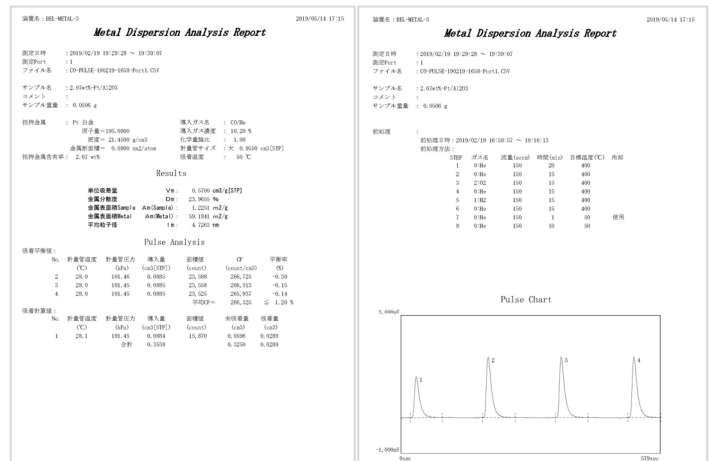 装置名：BEL-METAL-3
2019/05/14 17:15
Metal Dispersion Analysis Report
測定日時 ：2019/02/19 19:29:28 ～ 19:39:07
測定Port ：1
ファイル名 ：CO-PULSE-190219-1658-Port1.CSV
サンプル名 ：2.07wt%-Pt/Al2O3
コメント ：
サンプル重量 ： 0.0506 g
担持金属 ： Pt 白金
原子量＝195.0800
密度＝ 21.4500 g/cm3
金属断面積＝ 0.0800 nm2/atom
担持金属含有率： 2.07 wt%
導入ガス名 ： CO/He
導入ガス濃度 ： 10.20 %
化学量論比 ： 1.00
計量管サイズ ：大 0.9550 cm3[STP]
吸着温度 ： 50 ℃
Results
単位吸着量 Vm： 0.5700 cm3/g[STP]
金属分散度 Dm： 23.9655 %
金属表面積Sample Am(Sample)： 1.2251 m2/g
金属表面積Metal Am(Metal)： 59.1841 m2/g
平均粒子径 ： 4.7263 nm
Pulse Analysis
吸着平衡値：
No. 計量管温度 計量管圧力 導入量 面積値 CF 平衡率
(℃) (kPa) (cm3[STP]) (count) (count/cm3) (%)
2 28.0 101.46 0.0885 23,598 266,725 -0.30
3 28.0 101.45 0.0885 23,558 266,313 -0.15
4 28.0 101.45 0.0885 23,525 265,937 -0.14
平均CF＝ 266,325 ≦ 1.20 %
吸着計算値：
No. 計量管温度 計量管圧力 導入量 面積値 未吸着量 吸着量
(℃) (kPa) (cm3[STP]) (count) (cm3) (cm3)
1 28.1 101.45 0.0884 15,870 0.0596 0.0288
合計 0.3538 0.3250 0.0288
装置名：BEL-METAL-3
2019/05/14 17:15
Metal Dispersion Analysis Report
測定日時 ：2019/02/19 19:29:28 ～ 19:39:07
測定Port ：1
ファイル名 ：CO-PULSE-190219-1658-Port1.CSV
サンプル名 ：2.07wt%-Pt/Al2O3
コメント ：
サンプル重量 ： 0.0506 g
前処理 ：
前処理日時：2019/02/19 16:58:57 ～ 19:16:13
前処理方法：
STEP ガス名 流量(sccm) 時間(min) 目標温度(℃) 冷却
1 0:He 150 20 400
2 0:He 150 15 400
3 2:O2 150 15 400
4 0:He 150 15 400
5 1:H2 150 15 400
6 0:He 150 15 400
7 0:He 150 1 50 使用
8 0:He 150 10 50
Pulse Chart
1
2
3
4
-1,000mV
0sec
579sec